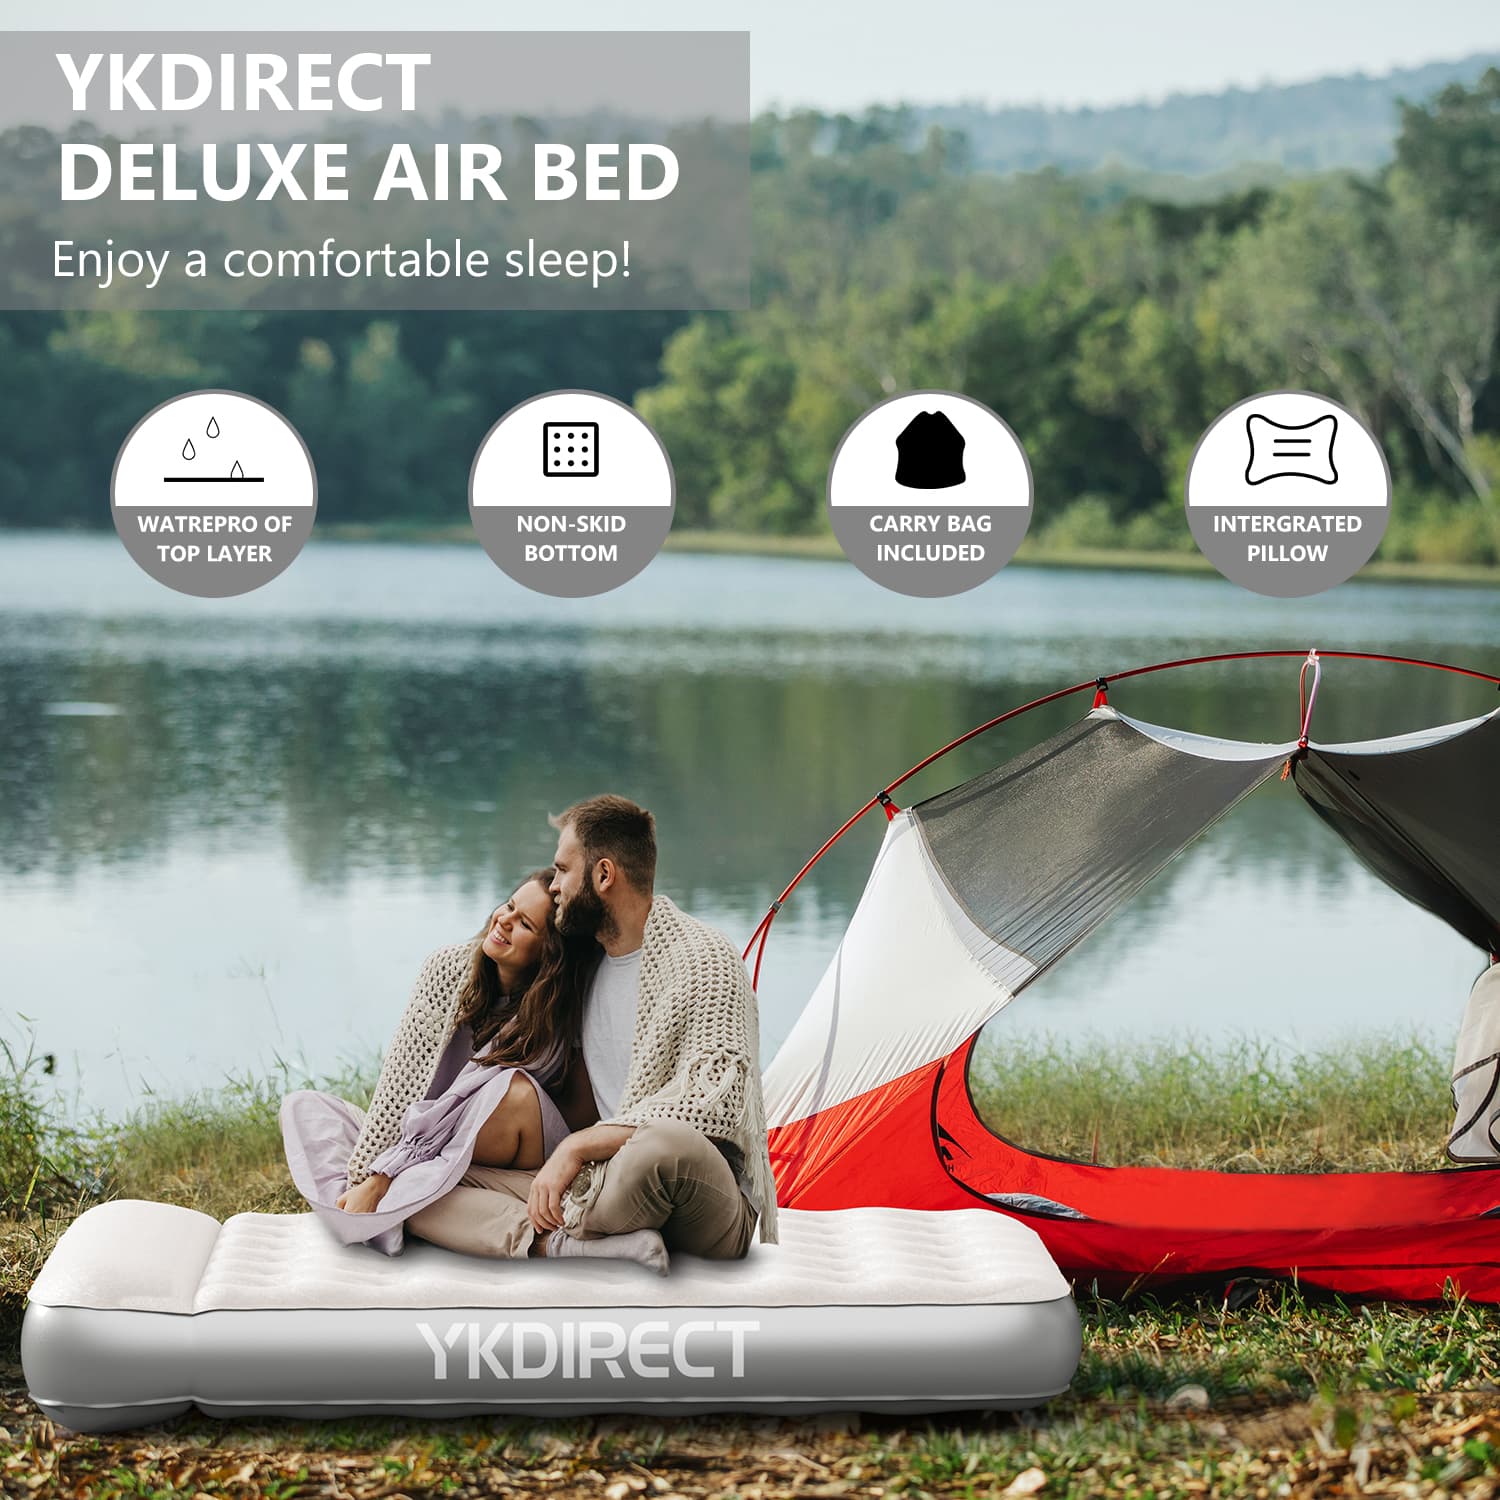 YKDIRECT
DELUXE AIR BED
Enjoy a comfortable sleep!
WATREPRO OF
TOP LAYER
NON-SKID
BOTTOM
CARRY BAG
INCLUDED
INTERGRATED
PILLOW
YKDIRECT